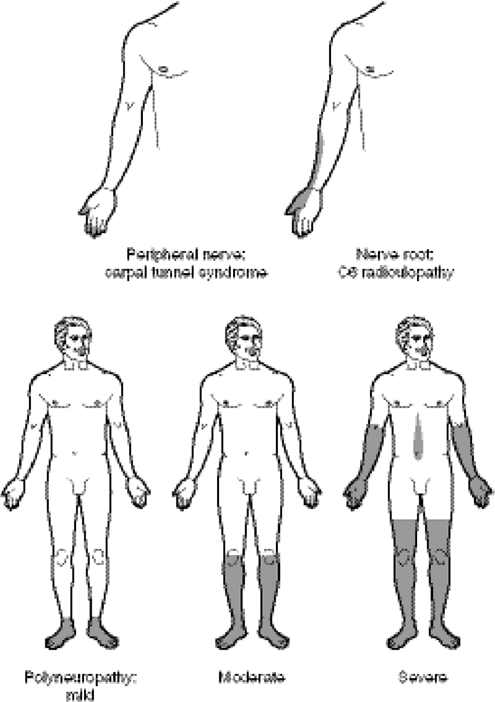 Peripheral nerve:
carpal tunnel syndrome
Nerve root:
C6 radiculopathy
Polyneuropathy:
mild
Moderate
Severe